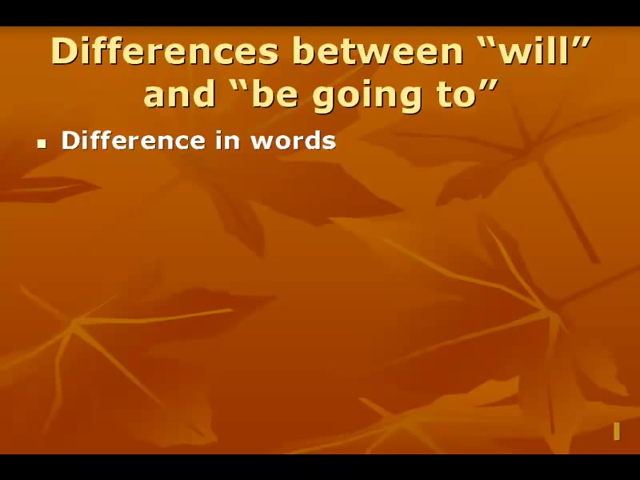 Differences between “will”
and “be going to”
Difference in words